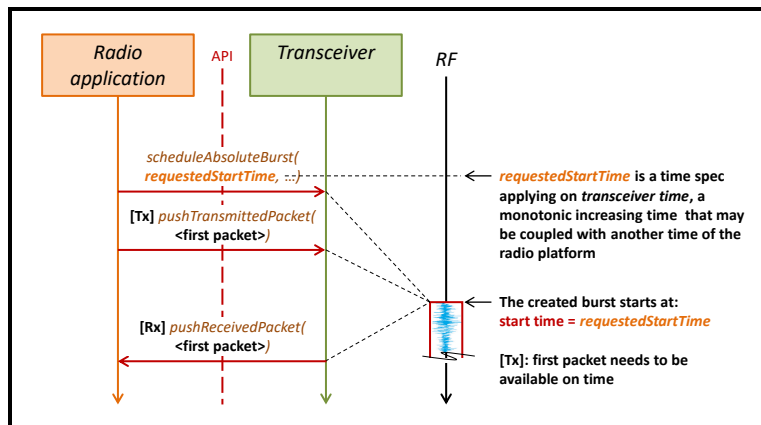 Radio
application
API
Transceiver
RF
scheduleAbsoluteBurst(
requestedStartTime, ...)
requestedStartTime is a time spec
applying on transceiver time, a
monotonic increasing time that may
be coupled with another time of the
radio platform
[Tx] pushTransmittedPacket(
<first packet>)
The created burst starts at:
start time = requestedStartTime
[Rx] pushReceivedPacket(
<first packet>)
[Tx]: first packet needs to be
available on time